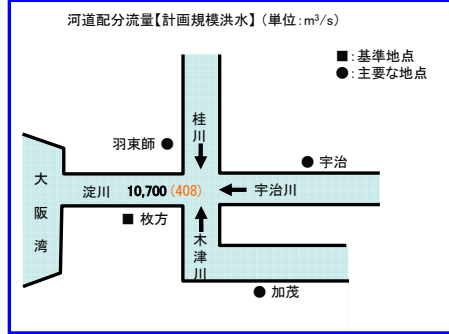 河道配分流量【計画規模洪水】（単位：m³/s）
■：基準地点
●：主要な地点
桂川
羽束師 ●
● 宇治
大阪湾
淀川 10,700 (408)
宇治川
■ 枚方
木津川
● 加茂